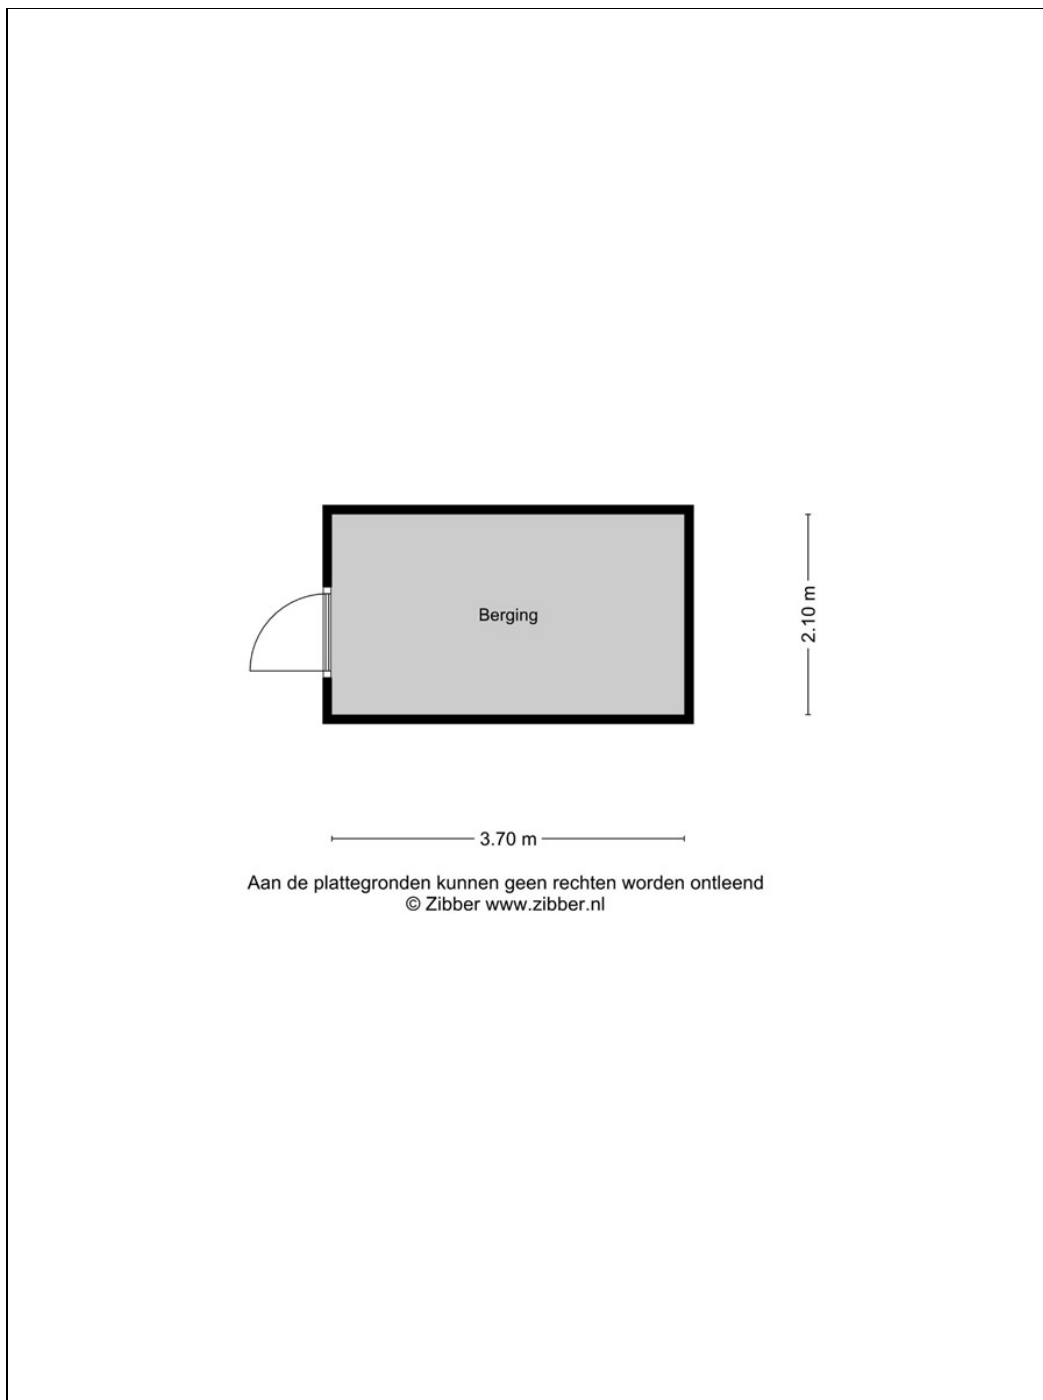 Berging
2.10 m
3.70 m
Aan de plattegronden kunnen geen rechten worden ontleend
© Zibber www.zibber.nl